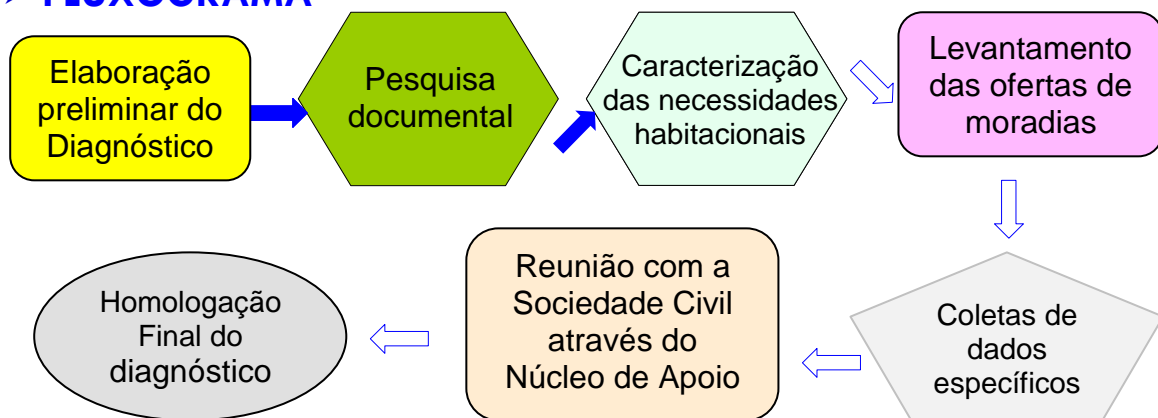 FLUXOGRAMA
Elaboração
preliminar do
Diagnóstico
Pesquisa
documental
Caracterização
das necessidades
habitacionais
Levantamento
das ofertas de
moradias
Coletas de
dados
específicos
Reunião com a
Sociedade Civil
através do
Núcleo de Apoio
Homologação
Final do
diagnóstico